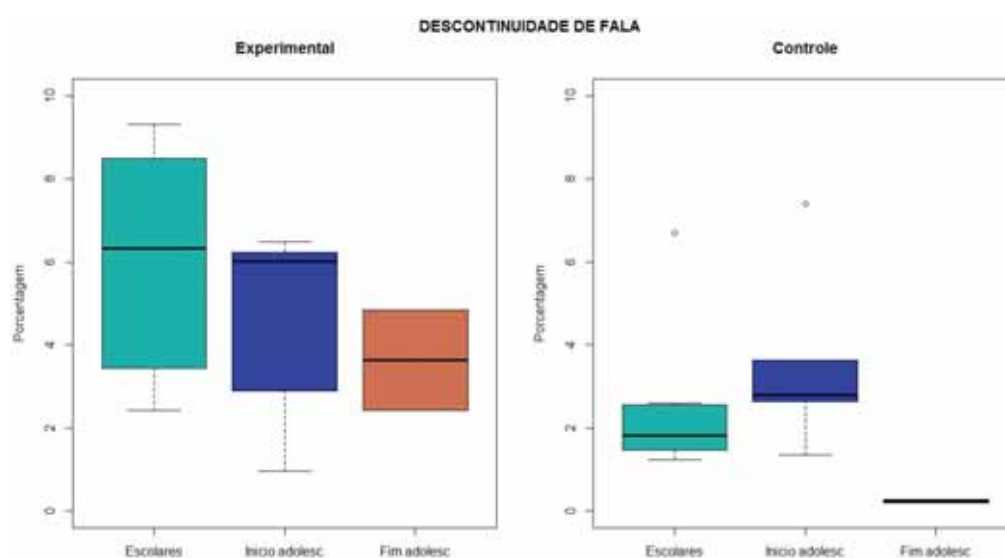 DESCONTINUIDADE DE FALA
Experimental
Porcentagem
10
8
6
4
2
0
Escolares
Inicio adolesc
Fim adolesc
Controle
Porcentagem
10
8
6
4
2
0
Escolares
Inicio adolesc
Fim adolesc